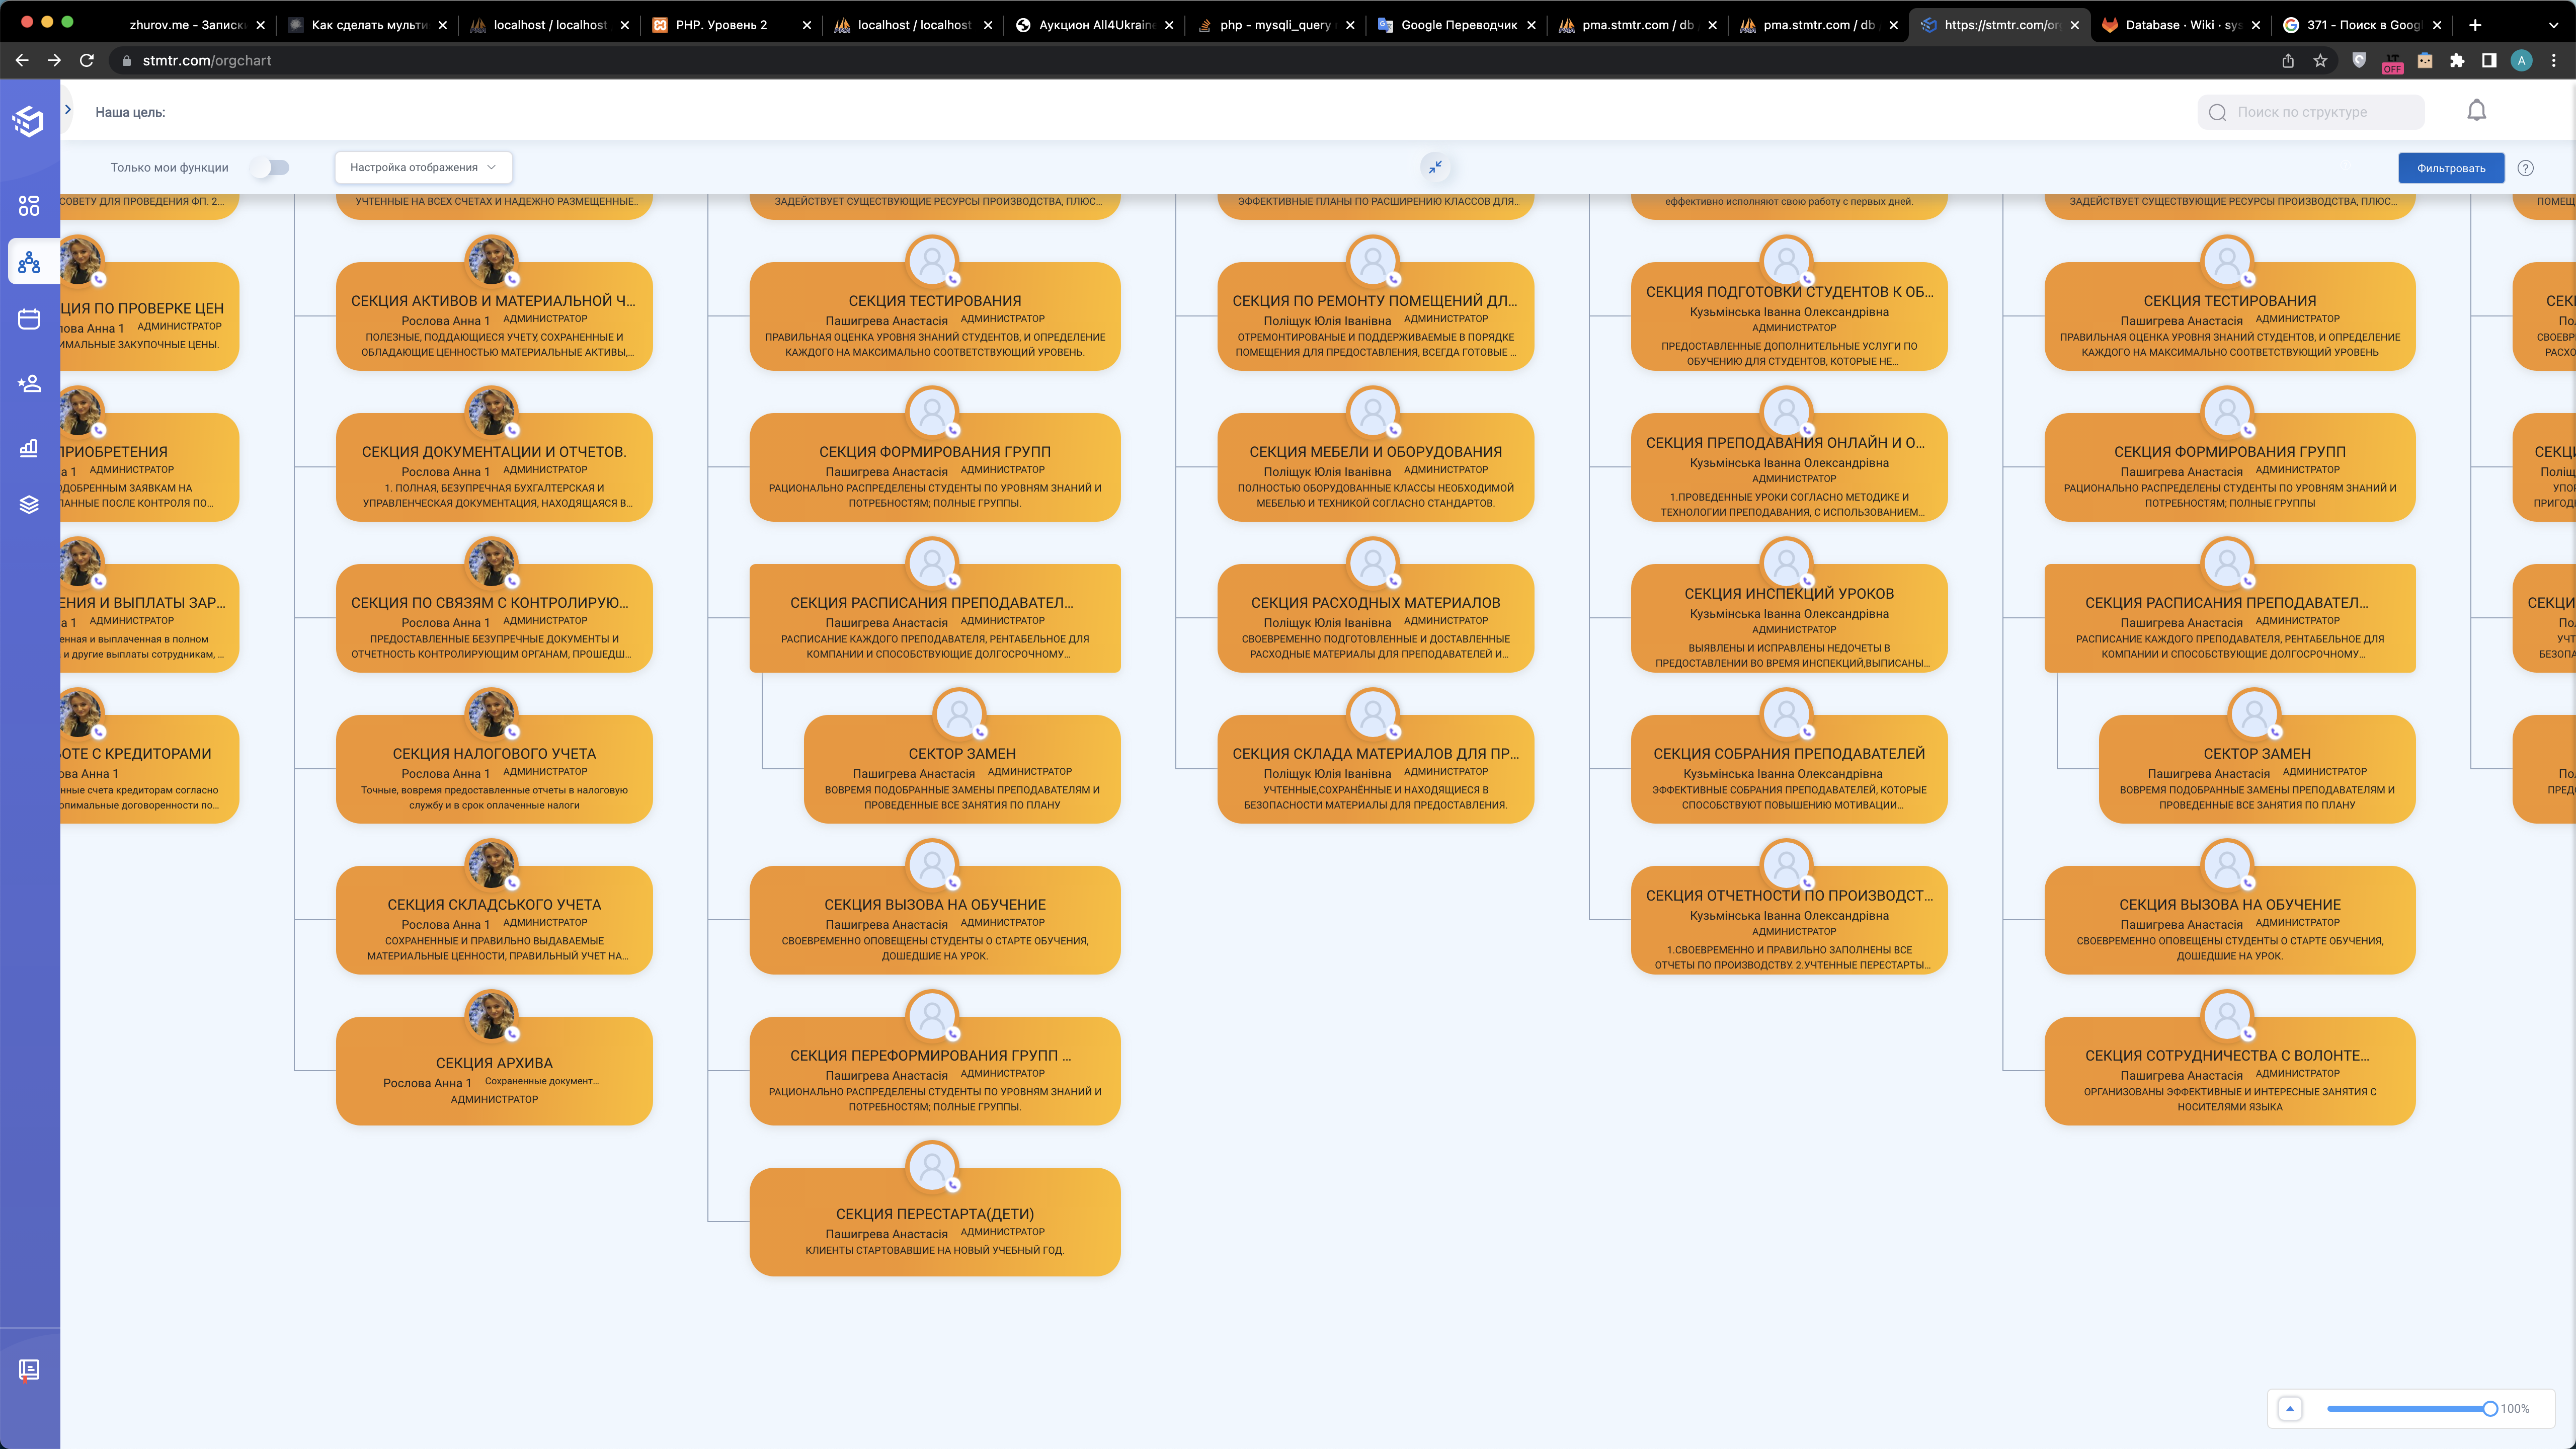 zhurov.me - Записки
Как сделать мульти
localhost / localhost
PHP. Уровень 2
localhost / localhost
Аукцион All4Ukraine
php - mysqli_query
Google Переводчик
pma.stmtr.com / db
pma.stmtr.com / db
https://stmtr.com/or
Database · Wiki · sys
371 - Поиск в Goog
stmtr.com/orgchart
OFF
A
Наша цель:
Поиск по структуре
Только мои функции
Настройка отображения
Фильтровать
?
СОВЕТУ ДЛЯ ПРОВЕДЕНИЯ ФП. 2...
ЦИЯ ПО ПРОВЕРКЕ ЦЕН
лова Анна 1 АДМИНИСТРАТОР
ИМАЛЬНЫЕ ЗАКУПОЧНЫЕ ЦЕНЫ.
ПРИОБРЕТЕНИЯ
а 1 АДМИНИСТРАТОР
ОДОБРЕННЫМ ЗАЯВКАМ НА
ЛАННЫЕ ПОСЛЕ КОНТРОЛЯ ПО...
ЕНИЯ И ВЫПЛАТЫ ЗАР...
а 1 АДМИНИСТРАТОР
енная и выплаченная в полном
и другие выплаты сотрудникам, ...
ОТЕ С КРЕДИТОРАМИ
ова Анна 1
нные счета кредиторам согласно
оптимальные договоренности по...
УЧТЕННЫЕ НА ВСЕХ СЧЕТАХ И НАДЕЖНО РАЗМЕЩЕННЫЕ..
СЕКЦИЯ АКТИВОВ И МАТЕРИАЛЬНОЙ Ч...
Рослова Анна 1 АДМИНИСТРАТОР
ПОЛЕЗНЫЕ, ПОДДАЮЩИЕСЯ УЧЕТУ, СОХРАНЕННЫЕ И
ОБЛАДАЮЩИЕ ЦЕННОСТЬЮ МАТЕРИАЛЬНЫЕ АКТИВЫ,...
СЕКЦИЯ ДОКУМЕНТАЦИИ И ОТЧЕТОВ.
Рослова Анна 1 АДМИНИСТРАТОР
1. ПОЛНАЯ, БЕЗУПРЕЧНАЯ БУХГАЛТЕРСКАЯ И
УПРАВЛЕНЧЕСКАЯ ДОКУМЕНТАЦИЯ, НАХОДЯЩАЯСЯ В...
СЕКЦИЯ ПО СВЯЗЯМ С КОНТРОЛИРУЮ...
Рослова Анна 1 АДМИНИСТРАТОР
ПРЕДОСТАВЛЕННЫЕ БЕЗУПРЕЧНЫЕ ДОКУМЕНТЫ И
ОТЧЕТНОСТЬ КОНТРОЛИРУЮЩИМ ОРГАНАМ, ПРОШЕДШ...
СЕКЦИЯ НАЛОГОВОГО УЧЕТА
Рослова Анна 1 АДМИНИСТРАТОР
Точные, вовремя предоставленные отчеты в налоговую
службу и в срок оплаченные налоги
СЕКЦИЯ СКЛАДСЬКОГО УЧЕТА
Рослова Анна 1 АДМИНИСТРАТОР
СОХРАНЕННЫЕ И ПРАВИЛЬНО ВЫДАВАЕМЫЕ
МАТЕРИАЛЬНЫЕ ЦЕННОСТИ, ПРАВИЛЬНЫЙ УЧЕТ НА...
СЕКЦИЯ АРХИВА
Рослова Анна 1 Сохраненные документ...
АДМИНИСТРАТОР
ЗАДЕЙСТВУЕТ СУЩЕСТВУЮЩИЕ РЕСУРСЫ ПРОИЗВОДСТВА, ПЛЮС...
СЕКЦИЯ ТЕСТИРОВАНИЯ
Пашигрева Анастасія АДМИНИСТРАТОР
ПРАВИЛЬНАЯ ОЦЕНКА УРОВНЯ ЗНАНИЙ СТУДЕНТОВ, И ОПРЕДЕЛЕНИЕ
КАЖДОГО НА МАКСИМАЛЬНО СООТВЕТСТВУЮЩИЙ УРОВЕНЬ.
СЕКЦИЯ ФОРМИРОВАНИЯ ГРУПП
Пашигрева Анастасія АДМИНИСТРАТОР
РАЦИОНАЛЬНО РАСПРЕДЕЛЕНЫ СТУДЕНТЫ ПО УРОВНЯМ ЗНАНИЙ И
ПОТРЕБНОСТЯМ; ПОЛНЫЕ ГРУППЫ.
СЕКЦИЯ РАСПИСАНИЯ ПРЕПОДАВАТЕЛ...
Пашигрева Анастасія АДМИНИСТРАТОР
РАСПИСАНИЕ КАЖДОГО ПРЕПОДАВАТЕЛЯ, РЕНТАБЕЛЬНОЕ ДЛЯ
КОМПАНИИ И СПОСОБСТВУЮЩИЕ ДОЛГОСРОЧНОМУ...
СЕКТОР ЗАМЕН
Пашигрева Анастасія АДМИНИСТРАТОР
ВОВРЕМЯ ПОДОБРАННЫЕ ЗАМЕНЫ ПРЕПОДАВАТЕЛЯМ И
ПРОВЕДЕННЫЕ ВСЕ ЗАНЯТИЯ ПО ПЛАНУ
СЕКЦИЯ ВЫЗОВА НА ОБУЧЕНИЕ
Пашигрева Анастасія АДМИНИСТРАТОР
СВОЕВРЕМЕННО ОПОВЕЩЕНЫ СТУДЕНТЫ О СТАРТЕ ОБУЧЕНИЯ,
ДОШЕДШИЕ НА УРОК.
СЕКЦИЯ ПЕРЕФОРМИРОВАНИЯ ГРУПП ...
Пашигрева Анастасія АДМИНИСТРАТОР
РАЦИОНАЛЬНО РАСПРЕДЕЛЕНЫ СТУДЕНТЫ ПО УРОВНЯМ ЗНАНИЙ И
ПОТРЕБНОСТЯМ; ПОЛНЫЕ ГРУППЫ.
СЕКЦИЯ ПЕРЕСТАРТА(ДЕТИ)
Пашигрева Анастасія АДМИНИСТРАТОР
КЛИЕНТЫ СТАРТОВАВШИЕ НА НОВЫЙ УЧЕБНЫЙ ГОД.
ЭФФЕКТИВНЫЕ ПЛАНЫ ПО РАСШИРЕНИЮ КЛАССОВ ДЛЯ...
СЕКЦИЯ ПО РЕМОНТУ ПОМЕЩЕНИЙ ДЛ...
Поліщук Юлія Іванівна АДМИНИСТРАТОР
ОТРЕМОНТИРОВАНЫЕ И ПОДДЕРЖИВАЕМЫЕ В ПОРЯДКЕ
ПОМЕЩЕНИЯ ДЛЯ ПРЕДОСТАВЛЕНИЯ, ВСЕГДА ГОТОВЫЕ ...
СЕКЦИЯ МЕБЕЛИ И ОБОРУДОВАНИЯ
Поліщук Юлія Іванівна АДМИНИСТРАТОР
ПОЛНОСТЬЮ ОБОРУДОВАННЫЕ КЛАССЫ НЕОБХОДИМОЙ
МЕБЕЛЬЮ И ТЕХНИКОЙ СОГЛАСНО СТАНДАРТОВ.
СЕКЦИЯ РАСХОДНЫХ МАТЕРИАЛОВ
Поліщук Юлія Іванівна АДМИНИСТРАТОР
СВОЕВРЕМЕННО ПОДГОТОВЛЕННЫЕ И ДОСТАВЛЕННЫЕ
РАСХОДНЫЕ МАТЕРИАЛЫ ДЛЯ ПРЕПОДАВАТЕЛЕЙ И...
СЕКЦИЯ СКЛАДА МАТЕРИАЛОВ ДЛЯ ПР...
Поліщук Юлія Іванівна АДМИНИСТРАТОР
УЧТЕННЫЕ,СОХРАНЁННЫЕ И НАХОДЯЩИЕСЯ В
БЕЗОПАСНОСТИ МАТЕРИАЛЫ ДЛЯ ПРЕДОСТАВЛЕНИЯ.
еффективно исполняют свою работу с первых дней.
СЕКЦИЯ ПОДГОТОВКИ СТУДЕНТОВ К ОБ...
Кузьмінська Іванна Олександрівна
АДМИНИСТРАТОР
ПРЕДОСТАВЛЕННЫЕ ДОПОЛНИТЕЛЬНЫЕ УСЛУГИ ПО
ОБУЧЕНИЮ ДЛЯ СТУДЕНТОВ, КОТОРЫЕ НЕ...
СЕКЦИЯ ПРЕПОДАВАНИЯ ОНЛАЙН И О...
Кузьмінська Іванна Олександрівна
АДМИНИСТРАТОР
1.ПРОВЕДЕННЫЕ УРОКИ СОГЛАСНО МЕТОДИКЕ И
ТЕХНОЛОГИИ ПРЕПОДАВАНИЯ, С ИСПОЛЬЗОВАНИЕМ...
СЕКЦИЯ ИНСПЕКЦИЙ УРОКОВ
Кузьмінська Іванна Олександрівна
АДМИНИСТРАТОР
ВЫЯВЛЕНЫ И ИСПРАВЛЕНЫ НЕДОЧЕТЫ В
ПРЕДОСТАВЛЕНИИ ВО ВРЕМЯ ИНСПЕКЦИЙ,ВЫПИСАНЫ...
СЕКЦИЯ СОБРАНИЯ ПРЕПОДАВАТЕЛЕЙ
Кузьмінська Іванна Олександрівна
ЭФФЕКТИВНЫЕ СОБРАНИЯ ПРЕПОДАВАТЕЛЕЙ, КОТОРЫЕ
СПОСОБСТВУЮТ ПОВЫШЕНИЮ МОТИВАЦИИ...
СЕКЦИЯ ОТЧЕТНОСТИ ПО ПРОИЗВОДСТ...
Кузьмінська Іванна Олександрівна
АДМИНИСТРАТОР
1.СВОЕВРЕМЕННО И ПРАВИЛЬНО ЗАПОЛНЕНЫ ВСЕ
ОТЧЕТЫ ПО ПРОИЗВОДСТВУ. 2.УЧТЕННЫЕ ПЕРЕСТАРТЫ...
ЗАДЕЙСТВУЕТ СУЩЕСТВУЮЩИЕ РЕСУРСЫ ПРОИЗВОДСТВА, ПЛЮС...
СЕКЦИЯ ТЕСТИРОВАНИЯ
Пашигрева Анастасія АДМИНИСТРАТОР
ПРАВИЛЬНАЯ ОЦЕНКА УРОВНЯ ЗНАНИЙ СТУДЕНТОВ, И ОПРЕДЕЛЕНИЕ
КАЖДОГО НА МАКСИМАЛЬНО СООТВЕТСТВУЮЩИЙ УРОВЕНЬ
СЕКЦИЯ ФОРМИРОВАНИЯ ГРУПП
Пашигрева Анастасія АДМИНИСТРАТОР
РАЦИОНАЛЬНО РАСПРЕДЕЛЕНЫ СТУДЕНТЫ ПО УРОВНЯМ ЗНАНИЙ И
ПОТРЕБНОСТЯМ; ПОЛНЫЕ ГРУППЫ
СЕКЦИЯ РАСПИСАНИЯ ПРЕПОДАВАТЕЛ...
Пашигрева Анастасія АДМИНИСТРАТОР
РАСПИСАНИЕ КАЖДОГО ПРЕПОДАВАТЕЛЯ, РЕНТАБЕЛЬНОЕ ДЛЯ
КОМПАНИИ И СПОСОБСТВУЮЩИЕ ДОЛГОСРОЧНОМУ...
СЕКТОР ЗАМЕН
Пашигрева Анастасія АДМИНИСТРАТОР
ВОВРЕМЯ ПОДОБРАННЫЕ ЗАМЕНЫ ПРЕПОДАВАТЕЛЯМ И
ПРОВЕДЕННЫЕ ВСЕ ЗАНЯТИЯ ПО ПЛАНУ
СЕКЦИЯ ВЫЗОВА НА ОБУЧЕНИЕ
Пашигрева Анастасія АДМИНИСТРАТОР
СВОЕВРЕМЕННО ОПОВЕЩЕНЫ СТУДЕНТЫ О СТАРТЕ ОБУЧЕНИЯ,
ДОШЕДШИЕ НА УРОК.
СЕКЦИЯ СОТРУДНИЧЕСТВА С ВОЛОНТЕ...
Пашигрева Анастасія АДМИНИСТРАТОР
ОРГАНИЗОВАНЫ ЭФФЕКТИВНЫЕ И ИНТЕРЕСНЫЕ ЗАНЯТИЯ С
НОСИТЕЛЯМИ ЯЗЫКА
ПОМЕЩ
СЕК
По
СВОЕВР
РАСХО
СЕКЦ
Поліщ
УПОР
ПРИГОД
СЕКЦИ
По
УЧТ
БЕЗОПА
По
ПРЕДО
100%